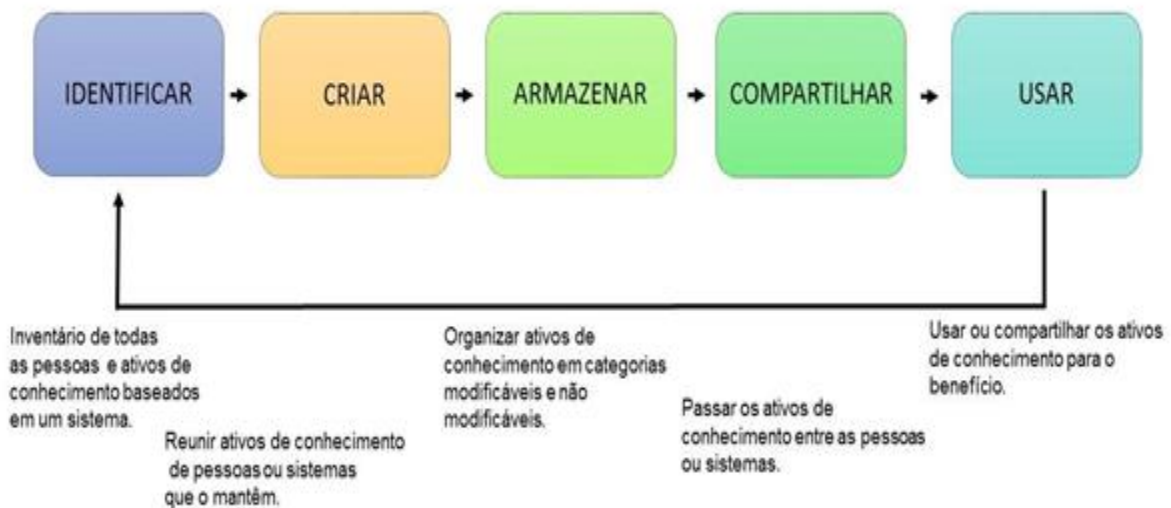 IDENTIFICAR
CRIAR
ARMAZENAR
COMPARTILHAR
USAR
Inventário de todas
as pessoas e ativos de
conhecimento baseados
em um sistema.
Reunir ativos de conhecimento
de pessoas ou sistemas
que o mantêm.
Organizar ativos de
conhecimento em categorias
modificáveis e não
modificáveis.
Passar os ativos de
conhecimento entre as pessoas
ou sistemas.
Usar ou compartilhar os ativos
de conhecimento para o
benefício.